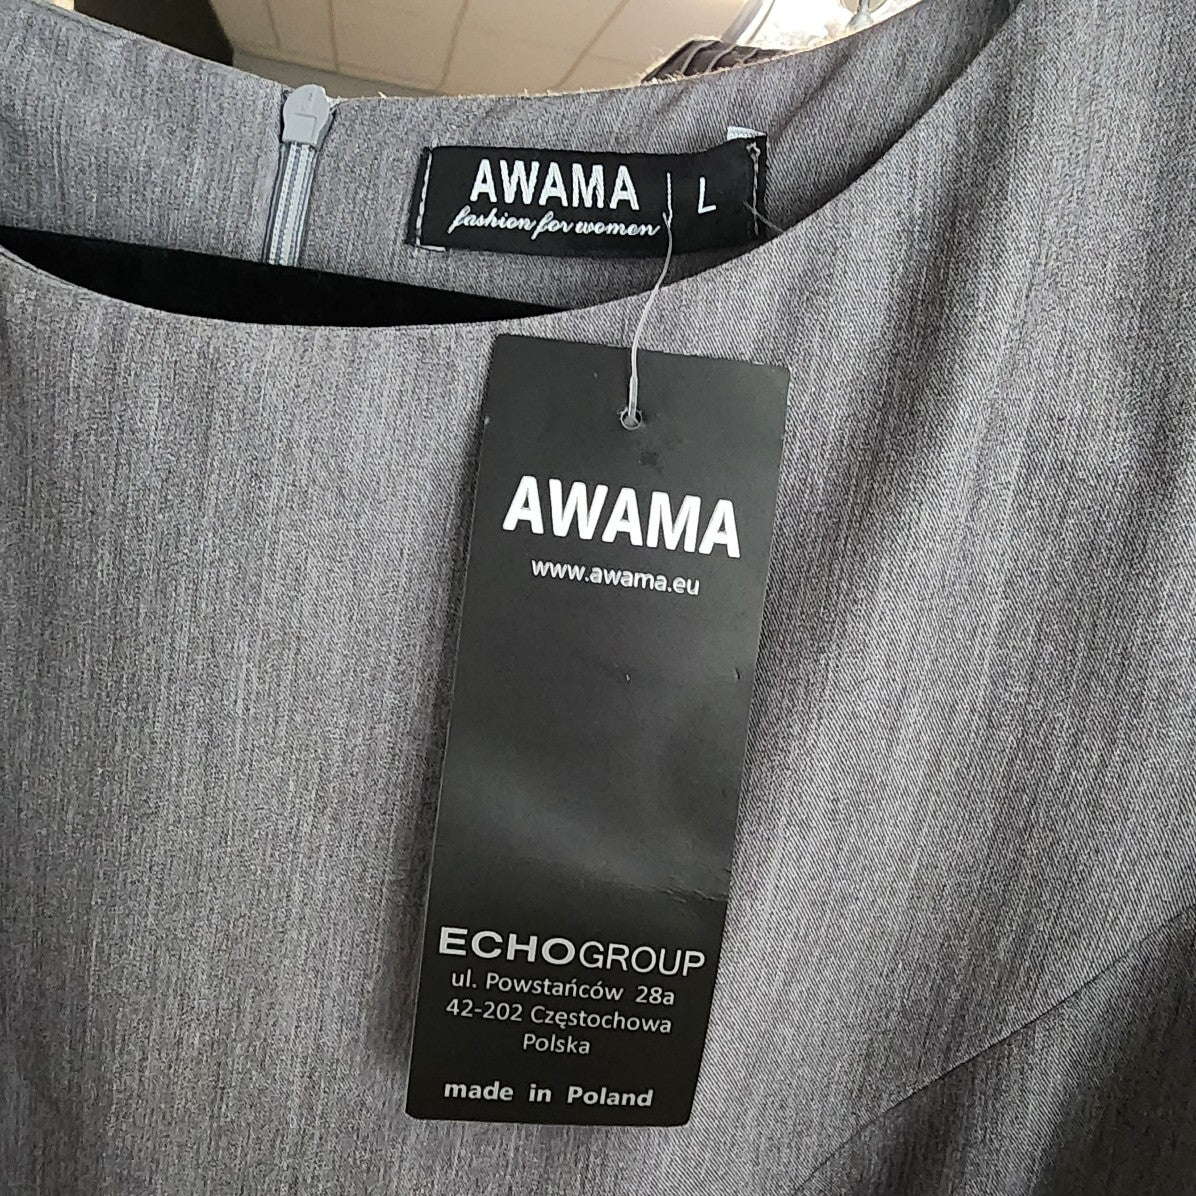 AWAMA L
fashion for women
AWAMA
www.awama.eu
ECHOGROUP
ul. Powstańców 28a
42-202 Częstochowa
Polska
made in Poland